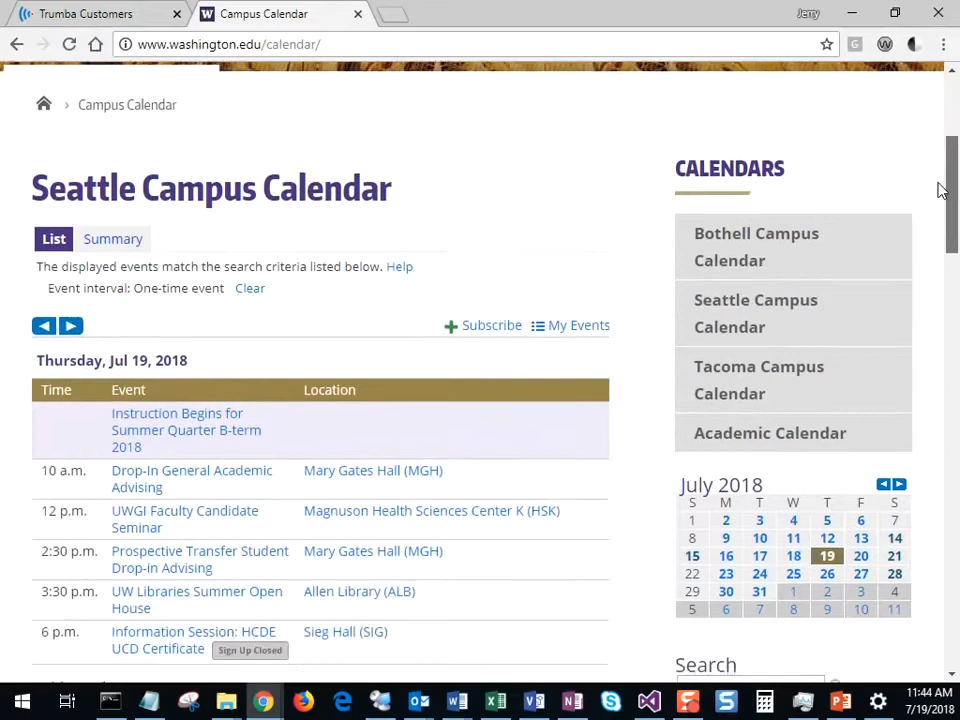 Trumba Customers
Campus Calendar
Jerry
www.washington.edu/calendar/
Campus Calendar
Seattle Campus Calendar
List Summary
The displayed events match the search criteria listed below. Help
Event interval: One-time event Clear
Subscribe My Events
Thursday, Jul 19, 2018
Time Event Location
Instruction Begins for
Summer Quarter B-term
2018
10 a.m. Drop-In General Academic Mary Gates Hall (MGH)
Advising
12 p.m. UWGI Faculty Candidate Magnuson Health Sciences Center K (HSK)
Seminar
2:30 p.m. Prospective Transfer Student Mary Gates Hall (MGH)
Drop-in Advising
3:30 p.m. UW Libraries Summer Open Allen Library (ALB)
House
6 p.m. Information Session: HCDE Sieg Hall (SIG)
UCD Certificate Sign Up Closed
CALENDARS
Bothell Campus
Calendar
Seattle Campus
Calendar
Tacoma Campus
Calendar
Academic Calendar
July 2018
S M T W T F S
1 2 3 4 5 6 7
8 9 10 11 12 13 14
15 16 17 18 19 20 21
22 23 24 25 26 27 28
29 30 31 1 2 3 4
5 6 7 8 9 10 11
Search
11:44 AM
7/19/2018